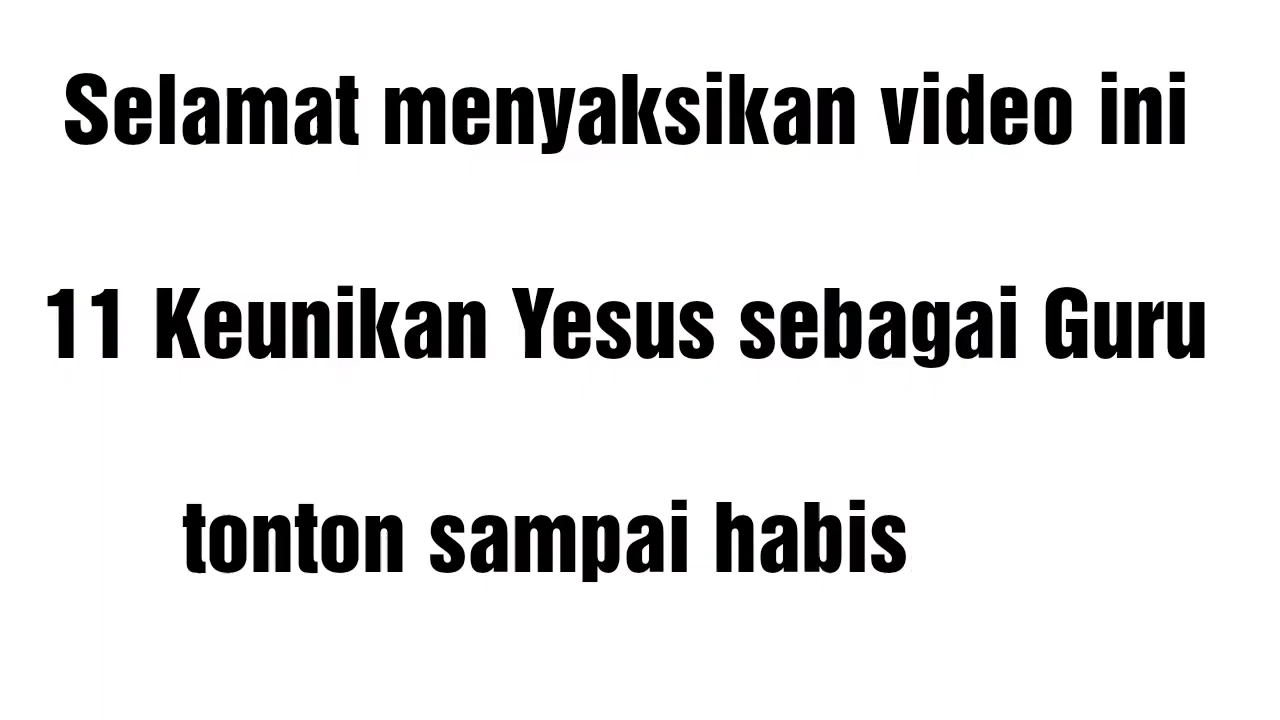 Selamat menyaksikan video ini
11 Keunikan Yesus sebagai Guru
tonton sampai habis